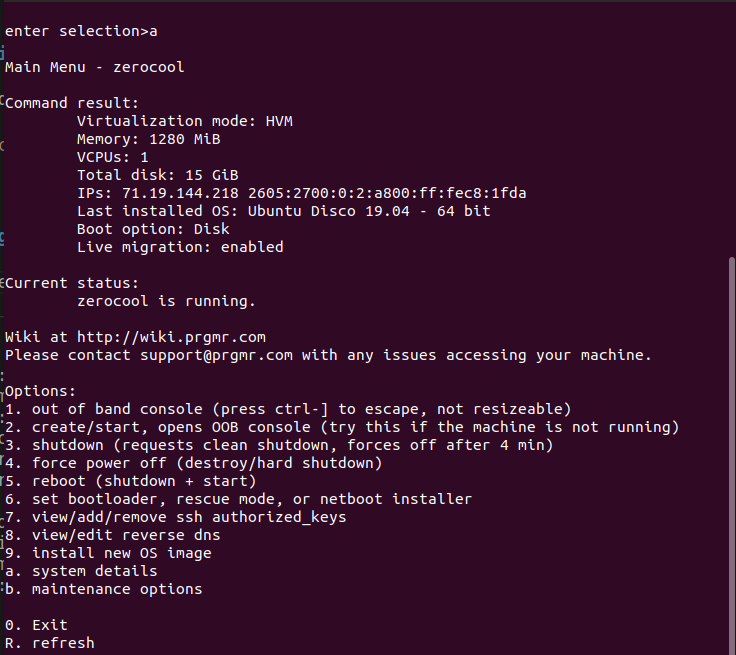 enter selection>a
Main Menu - zerocool
Command result:
Virtualization mode: HVM
Memory: 1280 MiB
VCPUs: 1
Total disk: 15 GiB
IPs: 71.19.144.218 2605:2700:0:2:a800:ff:fec8:1fda
Last installed OS: Ubuntu Disco 19.04 - 64 bit
Boot option: Disk
Live migration: enabled
Current status:
zerocool is running.
Wiki at http://wiki.prgmr.com
Please contact support@prgmr.com with any issues accessing your machine.
Options:
1. out of band console (press ctrl-] to escape, not resizeable)
2. create/start, opens OOB console (try this if the machine is not running)
3. shutdown (requests clean shutdown, forces off after 4 min)
4. force power off (destroy/hard shutdown)
5. reboot (shutdown + start)
6. set bootloader, rescue mode, or netboot installer
7. view/add/remove ssh authorized_keys
8. view/edit reverse dns
9. install new OS image
a. system details
b. maintenance options
0. Exit
R. refresh